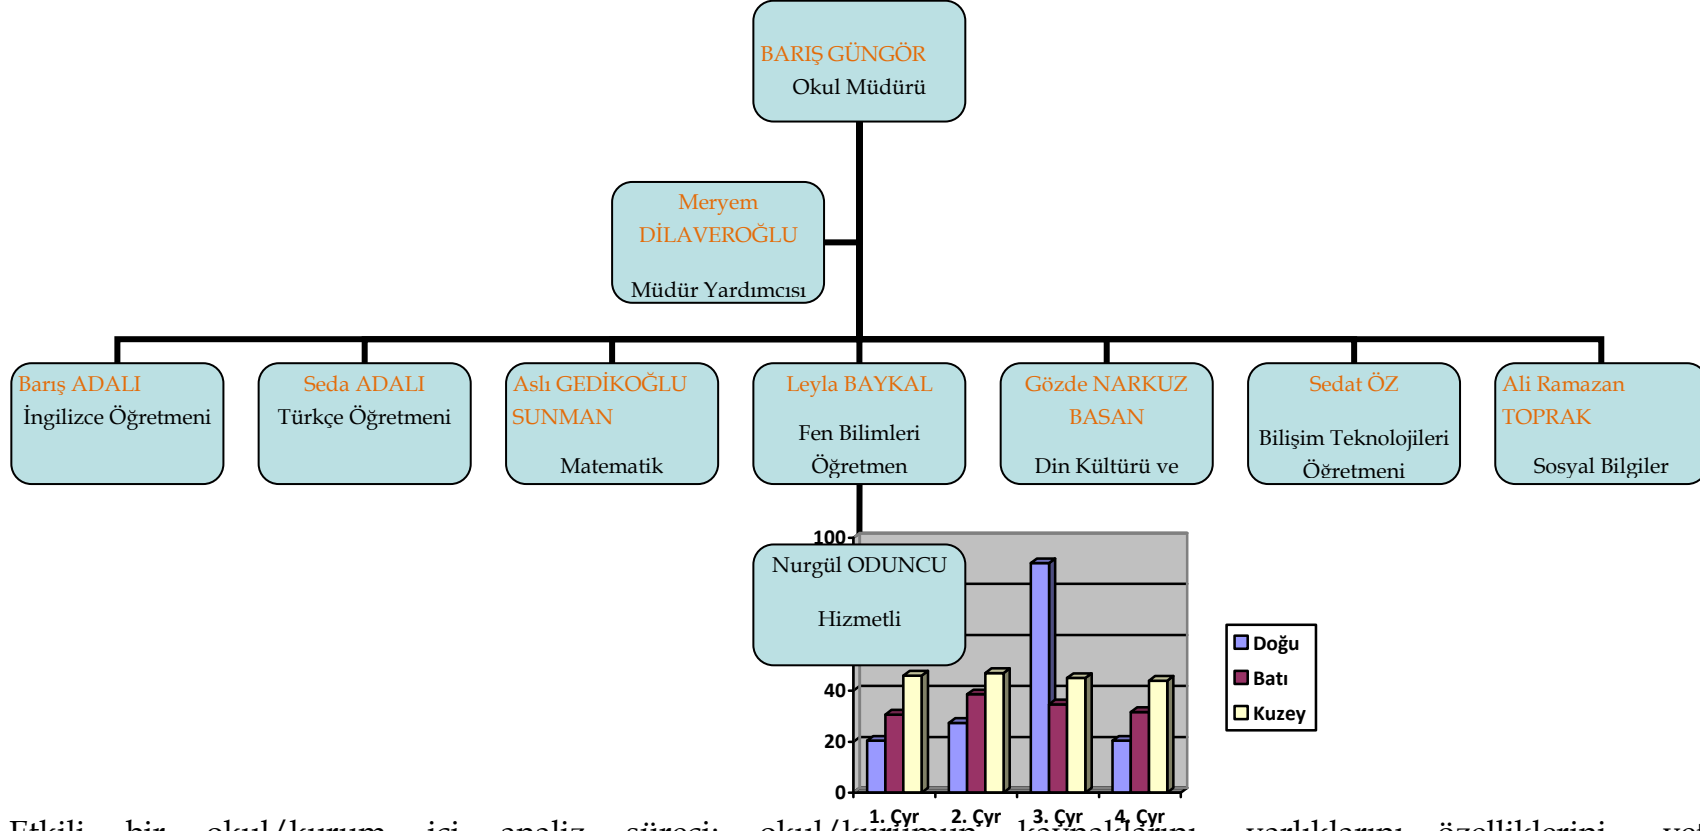 BARIŞ GÜNGÖR
Okul Müdürü
Meryem
DİLAVEROĞLU
Müdür Yardımcısı
Barış ADALI
İngilizce Öğretmeni
Seda ADALI
Türkçe Öğretmeni
Aslı GEDİKOĞLU
SUNMAN
Matematik
Leyla BAYKAL
Fen Bilimleri
Öğretmen
Gözde NARKUZ
BASAN
Din Kültürü ve
Sedat ÖZ
Bilişim Teknolojileri
Öğretmeni
Ali Ramazan
TOPRAK
Sosyal Bilgiler
Nurgül ODUNCU
Hizmetli
100
40
20
0
1. Çyr 2. Çyr 3. Çyr 4. Çyr
Doğu
Batı
Kuzey
Etkili bir okul/kurum içi analiz süreci; okul/kurumun kaynaklarını, varlıklarını özelliklerini,